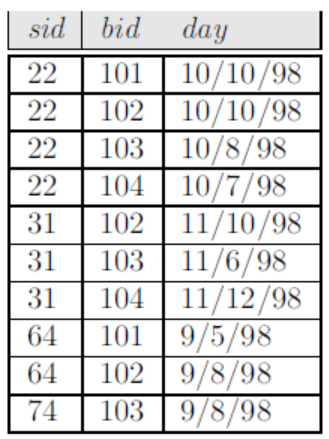 sid bid day
22 101 10/10/98
22 102 10/10/98
22 103 10/8/98
22 104 10/7/98
31 102 11/10/98
31 103 11/6/98
31 104 11/12/98
64 101 9/5/98
64 102 9/8/98
74 103 9/8/98